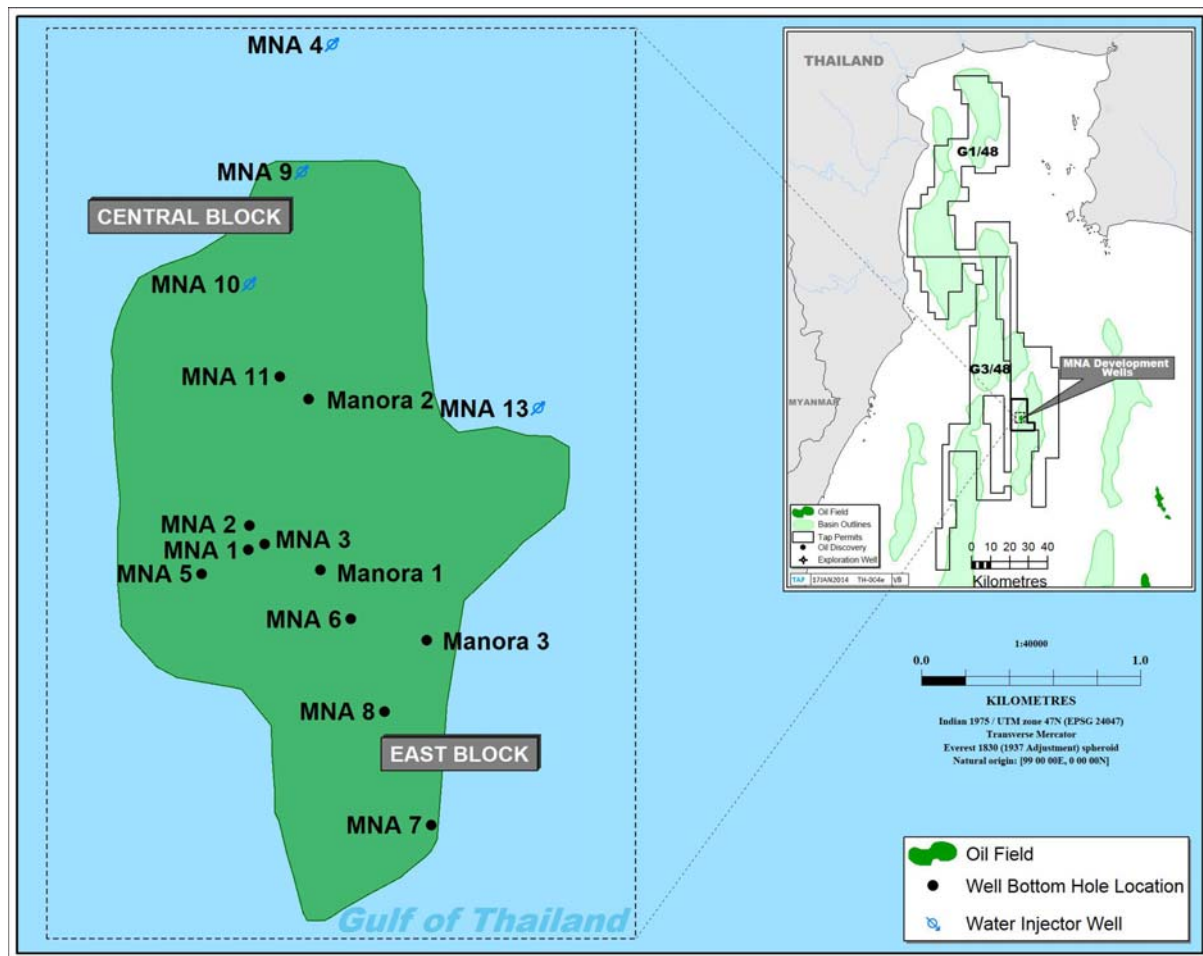 MNA 4
MNA 9
CENTRAL BLOCK
MNA 10
MNA 11
Manora 2
MNA 13
MNA 2
MNA 3
MNA 1
MNA 5
Manora 1
MNA 6
Manora 3
MNA 8
EAST BLOCK
MNA 7
Gulf of Thailand
THAILAND
G1/48
G3/48
MNA Development
Wells
MYANMAR
Oil Field
Basin Outlines
Tap Permits
Oil Discovery
Exploration Well
0 10 20 30 40
Kilometres
TAP 17JAN2014 TH-004e VB
1:40000
0.0 1.0
KILOMETRES
Indian 1975 / UTM zone 47N (EPSG 24047)
Transverse Mercator
Everest 1830 (1937 Adjustment) spheroid
Natural origin: [99 00 00E, 0 00 00N]
Oil Field
Well Bottom Hole Location
Water Injector Well